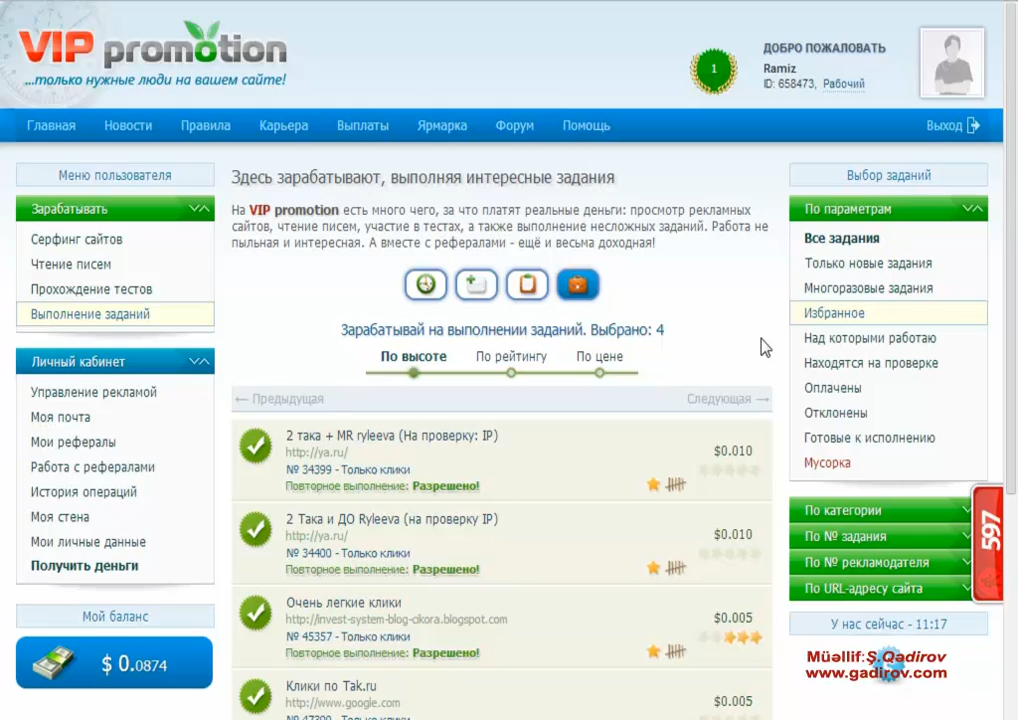 VIP promotion
...только нужные люди на вашем сайте!
1
ДОБРО ПОЖАЛОВАТЬ
Ramiz
ID: 658473, Рабочий
Главная
Новости
Правила
Карьера
Выплаты
Ярмарка
Форум
Помощь
Выход
Меню пользователя
Зарабатывать
Серфинг сайтов
Чтение писем
Прохождение тестов
Выполнение заданий
Личный кабинет
Управление рекламой
Моя почта
Мои рефералы
Работа с рефералами
История операций
Моя стена
Мои личные данные
Получить деньги
Мой баланс
$ 0.0874
Здесь зарабатывают, выполняя интересные задания
На VIP promotion есть много чего, за что платят реальные деньги: просмотр рекламных
сайтов, чтение писем, участие в тестах, а также выполнение несложных заданий. Работа не
пыльная и интересная. А вместе с рефералами - ещё и весьма доходная!
Зарабатывай на выполнении заданий. Выбрано: 4
По высоте
По рейтингу
По цене
← Предыдущая
Следующая →
2 така + MR ryleeva (На проверку: IP)
http://ya.ru/
$0.010
№ 34399 - Только клики
Повторное выполнение: Разрешено!
2 Така и ДО Ryleeva (на проверку IP)
http://ya.ru/
$0.010
№ 34400 - Только клики
Повторное выполнение: Разрешено!
Очень легкие клики
http://invest-system-blog-cikora.blogspot.com
$0.005
№ 45357 - Только клики
Повторное выполнение: Разрешено!
Клики по Tak.ru
http://www.google.com
$0.005
Выбор заданий
По параметрам
Все задания
Только новые задания
Многоразовые задания
Избранное
Над которыми работаю
Находятся на проверке
Оплачены
Отклонены
Готовые к исполнению
Мусорка
По категории
По № задания
По № рекламодателя
По URL-адресу сайта
597
У нас сейчас - 11:17
Müəllif:Ş.Qədirov
www.gadirov.com